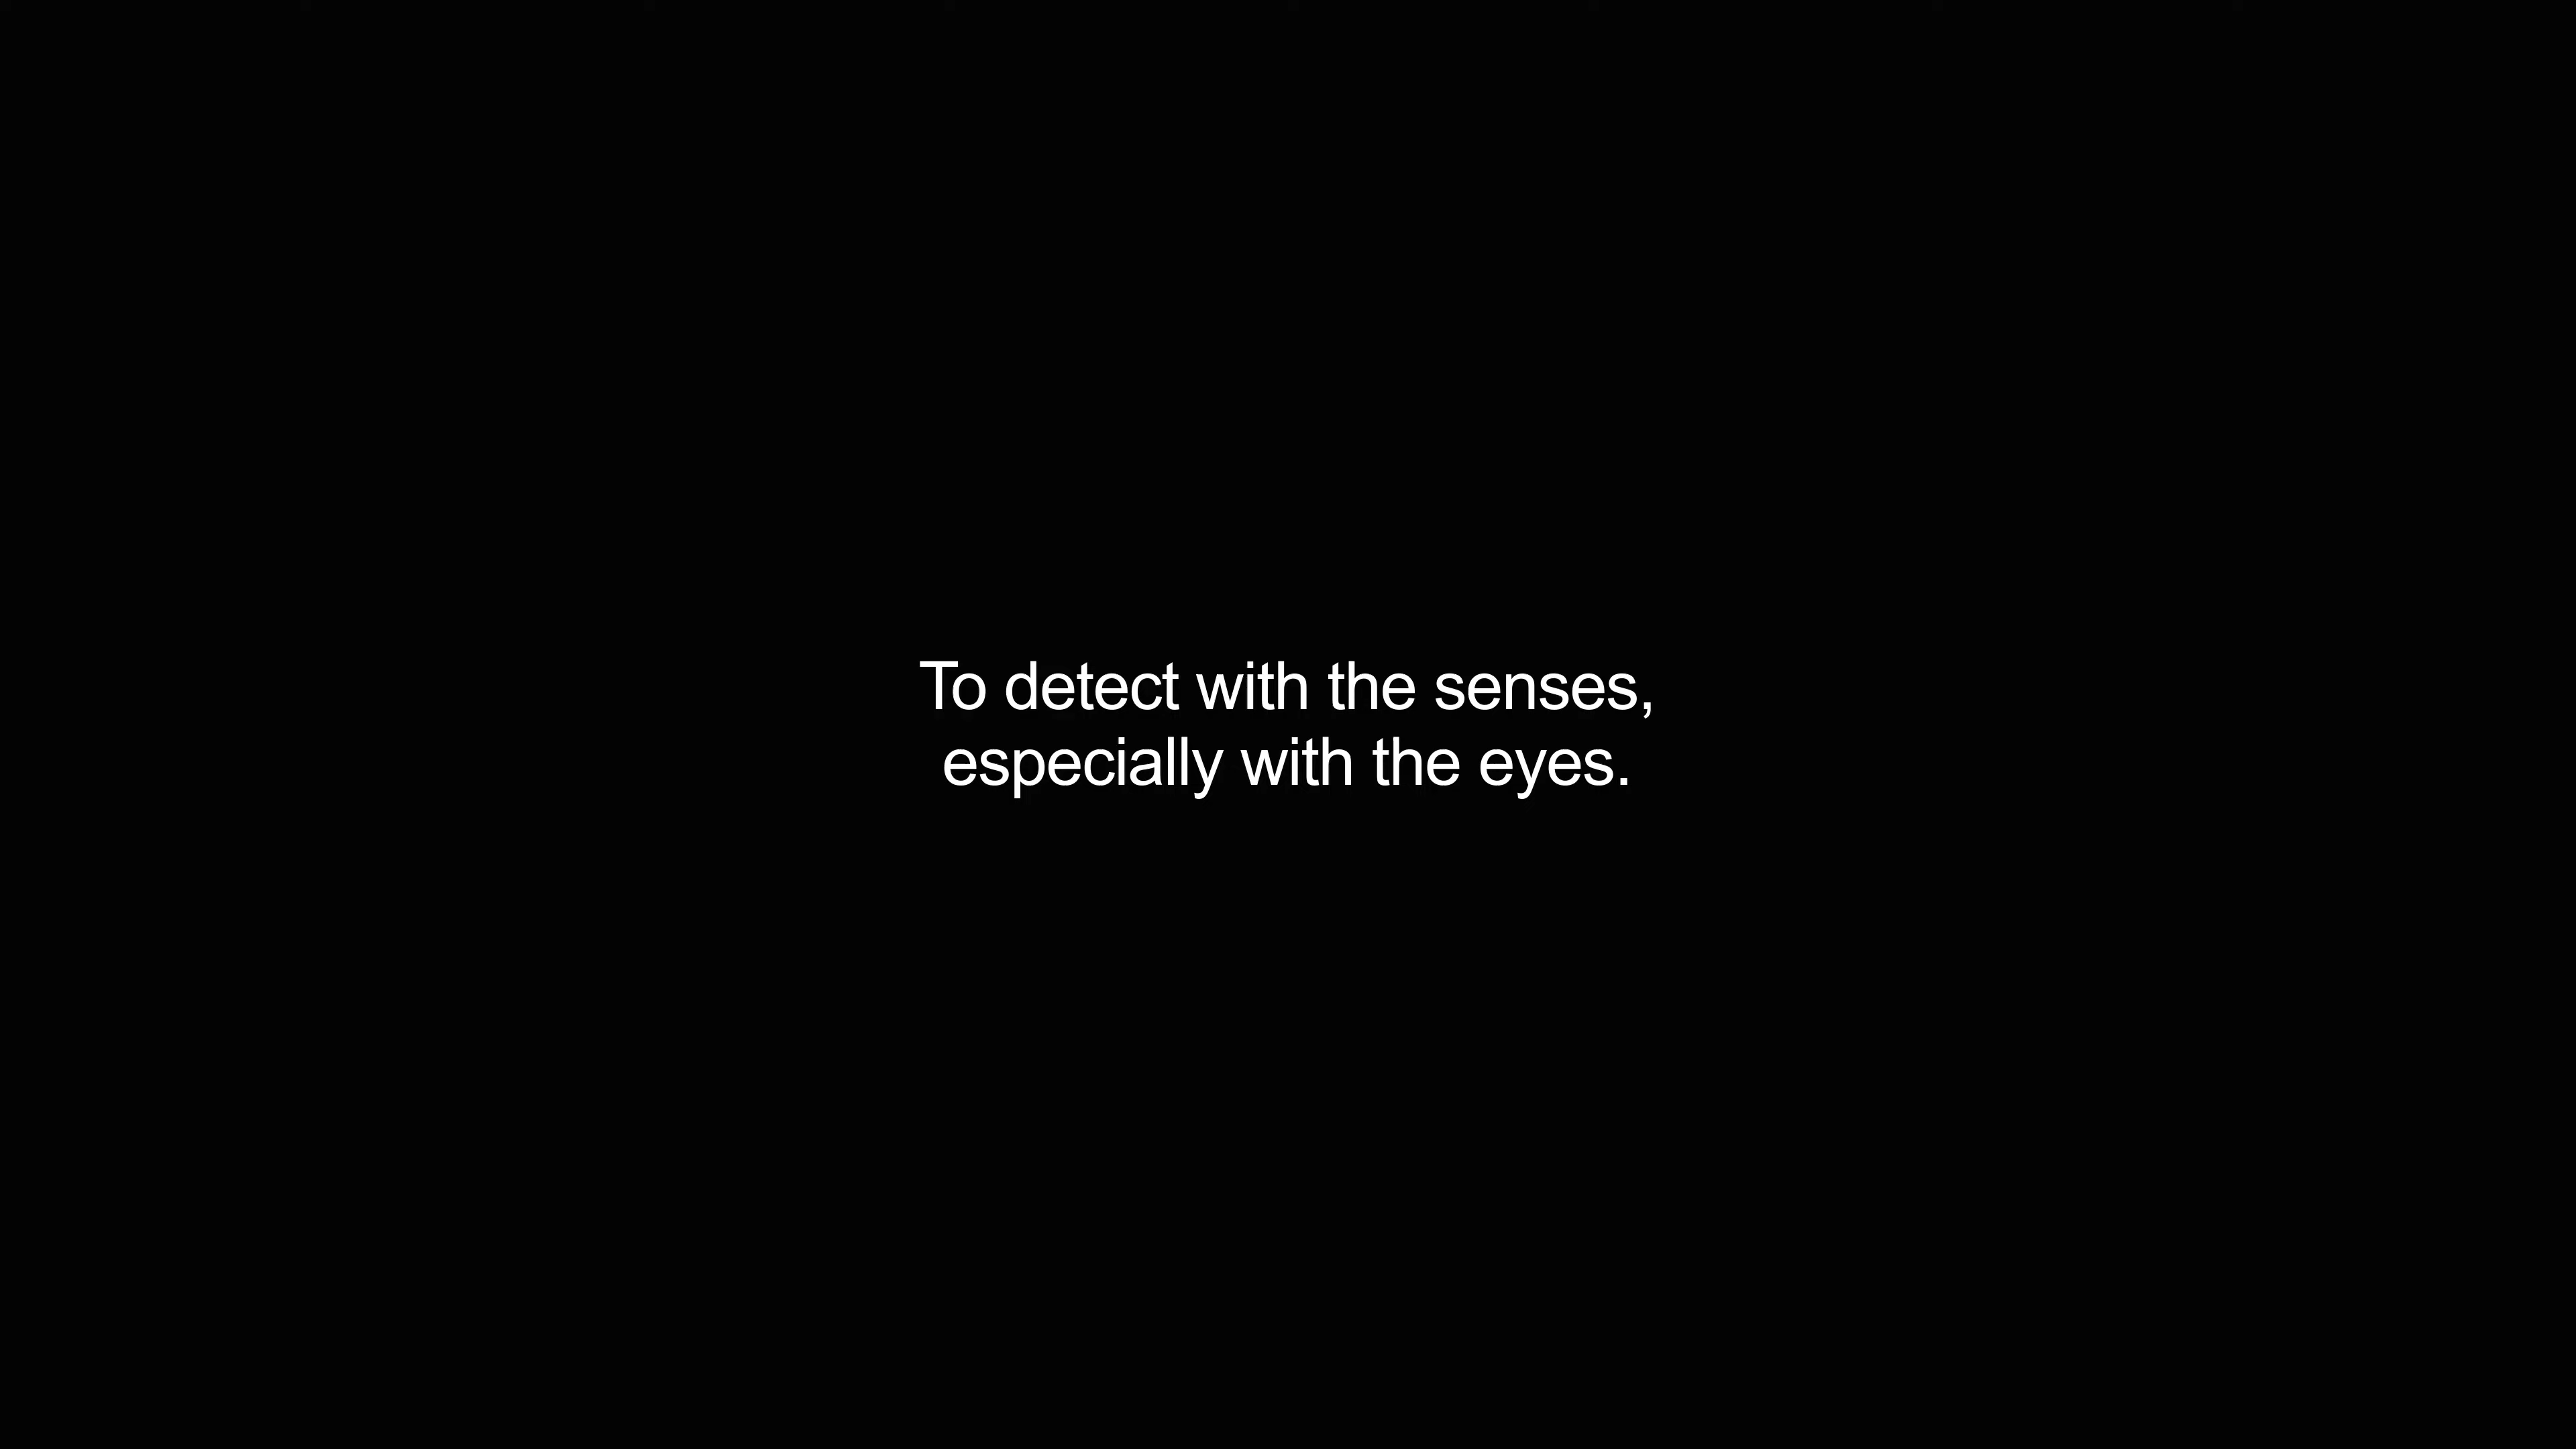 To detect with the senses,
especially with the eyes.